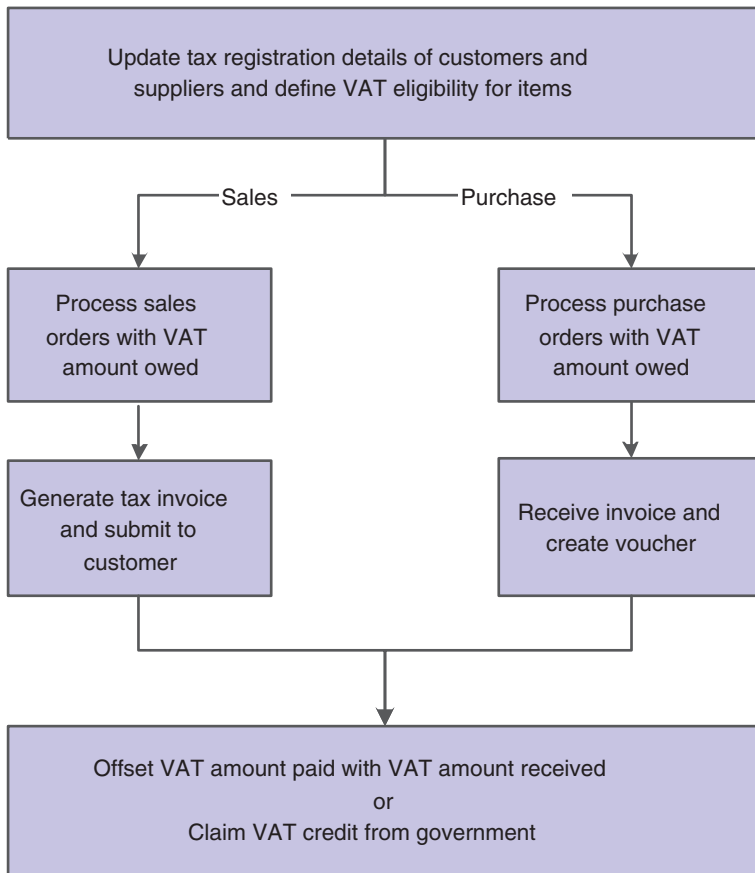 Update tax registration details of customers and
suppliers and define VAT eligibility for items
Sales
Purchase
Process sales
orders with VAT
amount owed
Process purchase
orders with VAT
amount owed
Generate tax invoice
and submit to
customer
Receive invoice and
create voucher
Offset VAT amount paid with VAT amount received
or
Claim VAT credit from government